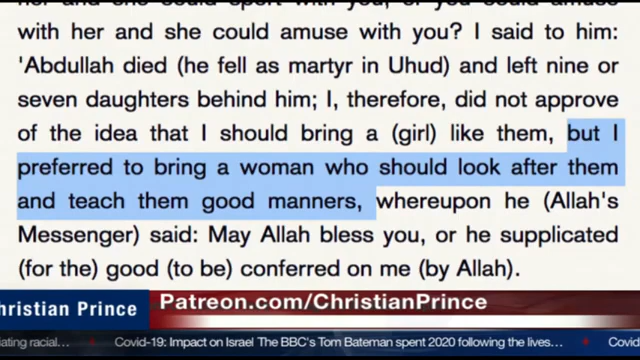 with her and she could amuse with you? I said to him:
'Abdullah died (he fell as martyr in Uhud) and left nine or
seven daughters behind him; I, therefore, did not approve
of the idea that I should bring a (girl) like them, but I
preferred to bring a woman who should look after them
and teach them good manners, whereupon he (Allah's
Messenger) said: May Allah bless you, or he supplicated
(for the) good (to be) conferred on me (by Allah).
hristian Prince
Patreon.com/ChristianPrince
iating racial...
Covid-19: Impact on Israel The BBC's Tom Bateman spent 2020 following the lives...
Covid